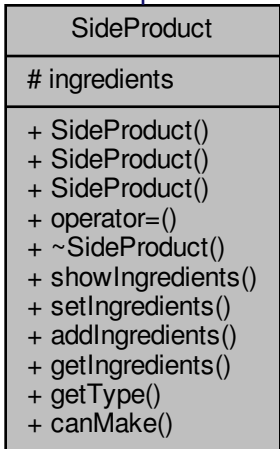 SideProduct
# ingredients
+ SideProduct()
+ SideProduct()
+ SideProduct()
+ operator=()
+ ~SideProduct()
+ showIngredients()
+ setIngredients()
+ addIngredients()
+ getIngredients()
+ getType()
+ canMake()